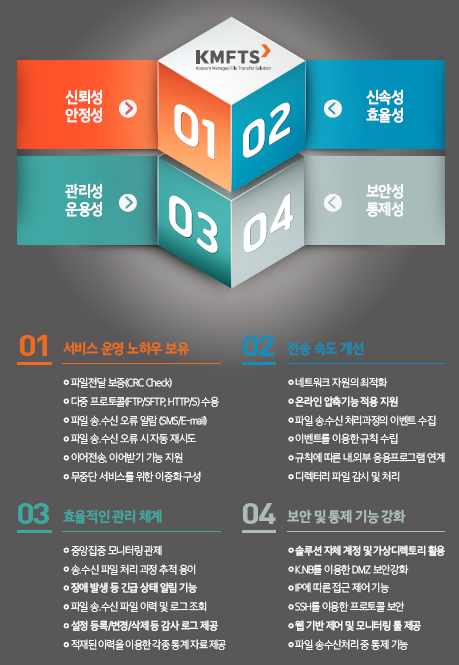 KMFTS
Kossom Managed File Transfer Solution
신뢰성
안정성
01
02
신속성
효율성
관리성
운용성
03
04
보안성
통제성
01 서비스 운영 노하우 보유
파일전달 보증(CRC Check)
다중 프로토콜(FTP/SFTP, HTTP/S) 수용
파일 송.수신 오류 알람 (SMS/E-mail)
파일 송.수신 오류 시 자동 재시도
이어전송, 이어받기 기능 지원
무중단 서비스를 위한 이중화 구성
02 전송 속도 개선
네트워크 자원의 최적화
온라인 압축기능 적용 지원
파일 송.수신 처리과정의 이벤트 수집
이벤트를 이용한 규칙 수립
규칙에 따른 내.외부 응용프로그램 연계
디렉터리 파일 감시 및 처리
03 효율적인 관리 체계
중앙집중 모니터링 관제
송.수신 파일 처리 과정 추적 용이
장애 발생 등 긴급 상태 알림 기능
파일 송.수신 파일 이력 및 로그 조회
설정 등록/변경/삭제 등 감사 로그 제공
적재된 이력을 이용한 각종 통계 자료 제공
04 보안 및 통제 기능 강화
솔루션 자체 계정 및 가상디렉토리 활용
K.NB를 이용한 DMZ 보안강화
IP에 따른 접근 제어 기능
SSH를 이용한 프로토콜 보안
웹 기반 제어 및 모니터링 툴 제공
파일 송수신처리 중 통제 기능